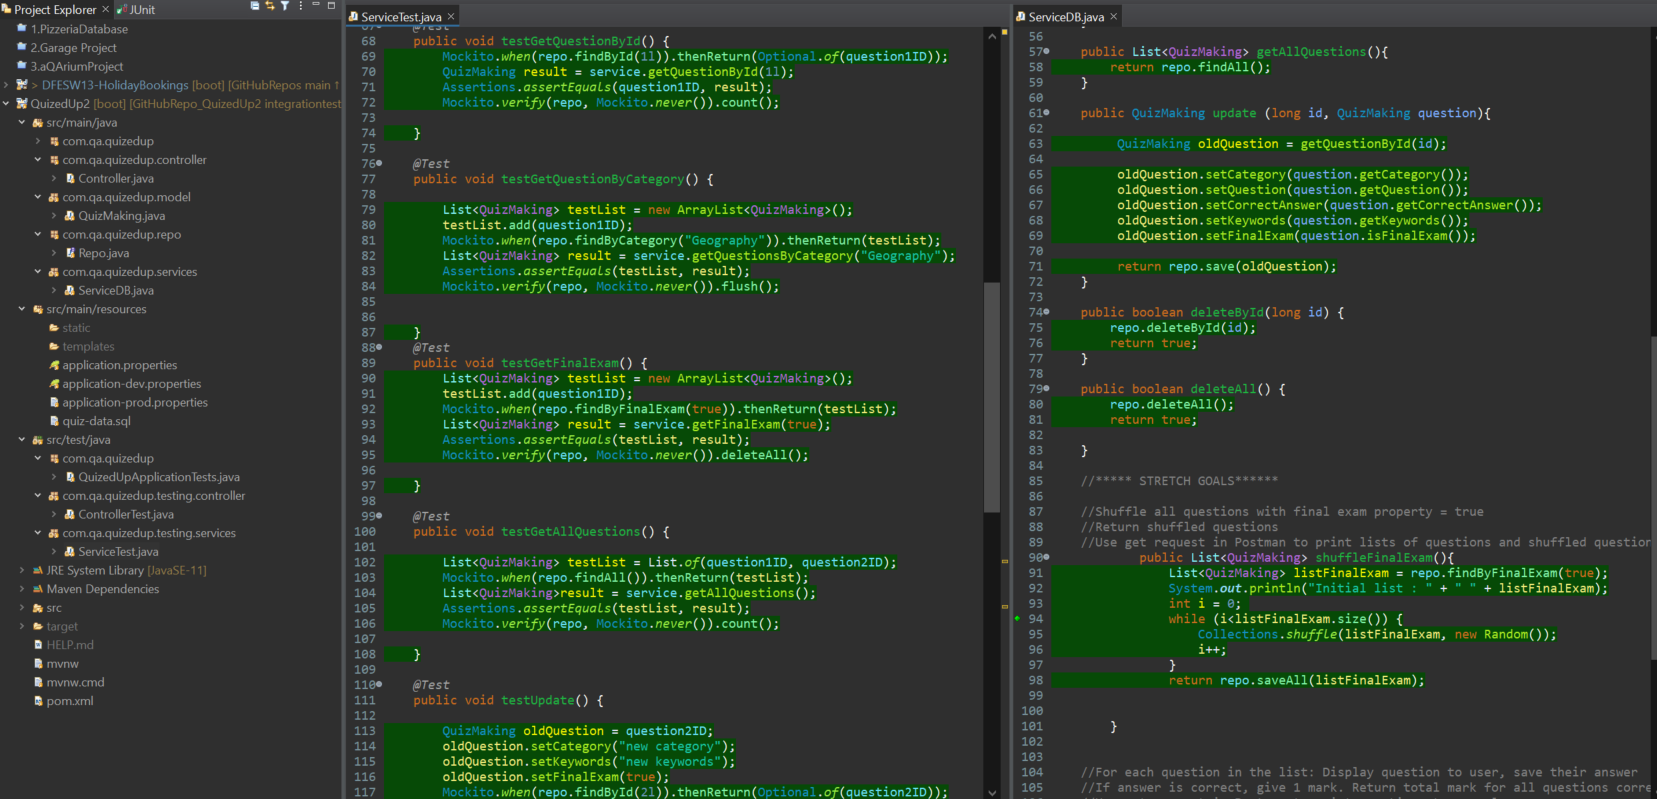 Project Explorer
JUnit
1.PizzeriaDatabase
2.Garage Project
3.aQAriumProject
> DFESW13-HolidayBookings [boot] [GitHubRepos main ↑
QuizedUp2 [boot] [GitHubRepo_QuizedUp2 integrationtest
src/main/java
com.qa.quizedup
com.qa.quizedup.controller
Controller.java
com.qa.quizedup.model
QuizMaking.java
com.qa.quizedup.repo
Repo.java
com.qa.quizedup.services
ServiceDB.java
src/main/resources
static
templates
application.properties
application-dev.properties
application-prod.properties
quiz-data.sql
src/test/java
com.qa.quizedup
QuizedUpApplicationTests.java
com.qa.quizedup.testing.controller
ControllerTest.java
com.qa.quizedup.testing.services
ServiceTest.java
JRE System Library [JavaSE-11]
Maven Dependencies
src
target
HELP.md
mvnw
mvnw.cmd
pom.xml
ServiceTest.java
67 @Test
68 public void testGetQuestionById() {
69 Mockito.when(repo.findById(1l)).thenReturn(Optional.of(question1ID));
70 QuizMaking result = service.getQuestionById(1l);
71 Assertions.assertEquals(question1ID, result);
72 Mockito.verify(repo, Mockito.never()).count();
73
74 }
75
76 @Test
77 public void testGetQuestionByCategory() {
78
79 List<QuizMaking> testList = new ArrayList<QuizMaking>();
80 testList.add(question1ID);
81 Mockito.when(repo.findByCategory("Geography")).thenReturn(testList);
82 List<QuizMaking> result = service.getQuestionsByCategory("Geography");
83 Assertions.assertEquals(testList, result);
84 Mockito.verify(repo, Mockito.never()).flush();
85
86
87 }
88 @Test
89 public void testGetFinalExam() {
90 List<QuizMaking> testList = new ArrayList<QuizMaking>();
91 testList.add(question1ID);
92 Mockito.when(repo.findByFinalExam(true)).thenReturn(testList);
93 List<QuizMaking> result = service.getFinalExam(true);
94 Assertions.assertEquals(testList, result);
95 Mockito.verify(repo, Mockito.never()).deleteAll();
96
97 }
98
99 @Test
100 public void testGetAllQuestions() {
101
102 List<QuizMaking> testList = List.of(question1ID, question2ID);
103 Mockito.when(repo.findAll()).thenReturn(testList);
104 List<QuizMaking>result = service.getAllQuestions();
105 Assertions.assertEquals(testList, result);
106 Mockito.verify(repo, Mockito.never()).count();
107
108 }
109
110 @Test
111 public void testUpdate() {
112
113 QuizMaking oldQuestion = question2ID;
114 oldQuestion.setCategory("new category");
115 oldQuestion.setKeywords("new keywords");
116 oldQuestion.setFinalExam(true);
117 Mockito.when(repo.findById(2l)).thenReturn(Optional.of(question2ID));
ServiceDB.java
56
57 public List<QuizMaking> getAllQuestions(){
58 return repo.findAll();
59 }
60
61 public QuizMaking update (long id, QuizMaking question){
62
63 QuizMaking oldQuestion = getQuestionById(id);
64
65 oldQuestion.setCategory(question.getCategory());
66 oldQuestion.setQuestion(question.getQuestion());
67 oldQuestion.setCorrectAnswer(question.getCorrectAnswer());
68 oldQuestion.setKeywords(question.getKeywords());
69 oldQuestion.setFinalExam(question.isFinalExam());
70
71 return repo.save(oldQuestion);
72 }
73
74 public boolean deleteById(long id) {
75 repo.deleteById(id);
76 return true;
77 }
78
79 public boolean deleteAll() {
80 repo.deleteAll();
81 return true;
82
83 }
84
85 //***** STRETCH GOALS******
86
87 //Shuffle all questions with final exam property = true
88 //Return shuffled questions
89 //Use get request in Postman to print lists of questions and shuffled question
90 public List<QuizMaking> shuffleFinalExam(){
91 List<QuizMaking> listFinalExam = repo.findByFinalExam(true);
92 System.out.println("Initial list : " + " " + listFinalExam);
93 int i = 0;
94 while (i<listFinalExam.size()) {
95 Collections.shuffle(listFinalExam, new Random());
96 i++;
97 }
98 return repo.saveAll(listFinalExam);
99
100
101 }
102
103
104 //For each question in the list: Display question to user, save their answer
105 //If answer is correct, give 1 mark. Return total mark for all questions corre